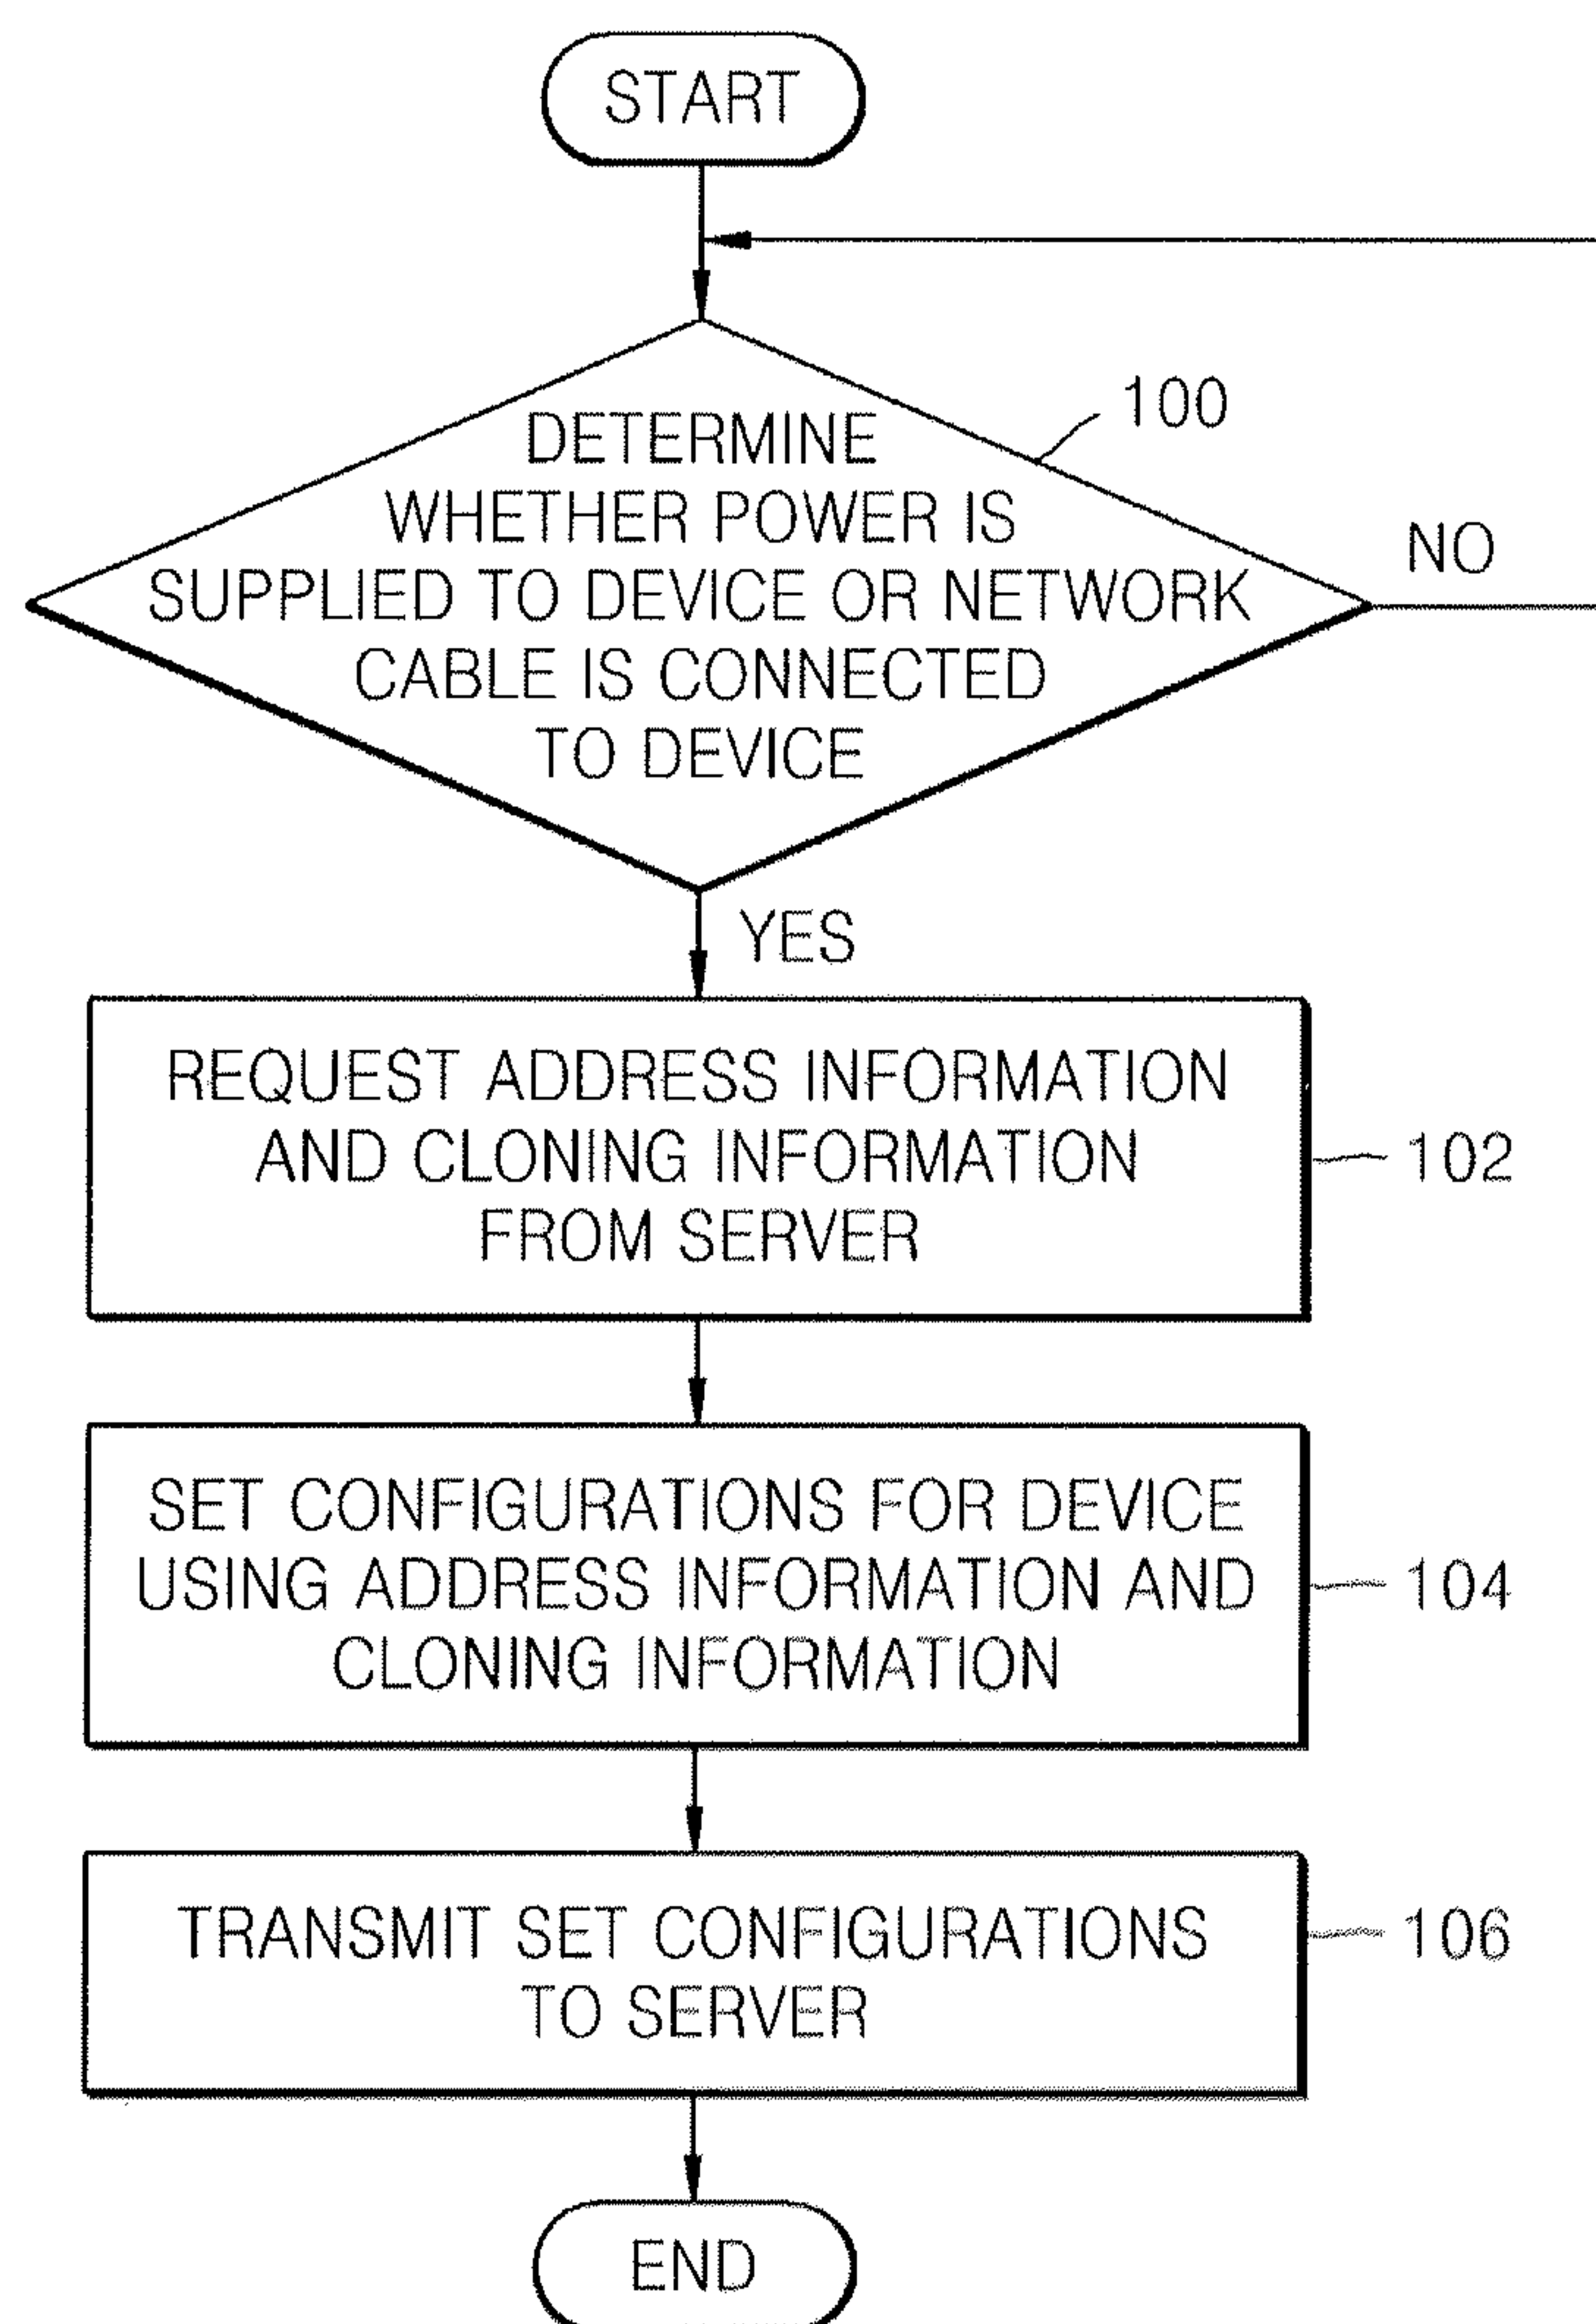 START
DETERMINE
WHETHER POWER IS
SUPPLIED TO DEVICE OR NETWORK
CABLE IS CONNECTED
TO DEVICE
100
NO
YES
REQUEST ADDRESS INFORMATION
AND CLONING INFORMATION
FROM SERVER
102
SET CONFIGURATIONS FOR DEVICE
USING ADDRESS INFORMATION AND
CLONING INFORMATION
104
TRANSMIT SET CONFIGURATIONS
TO SERVER
106
END